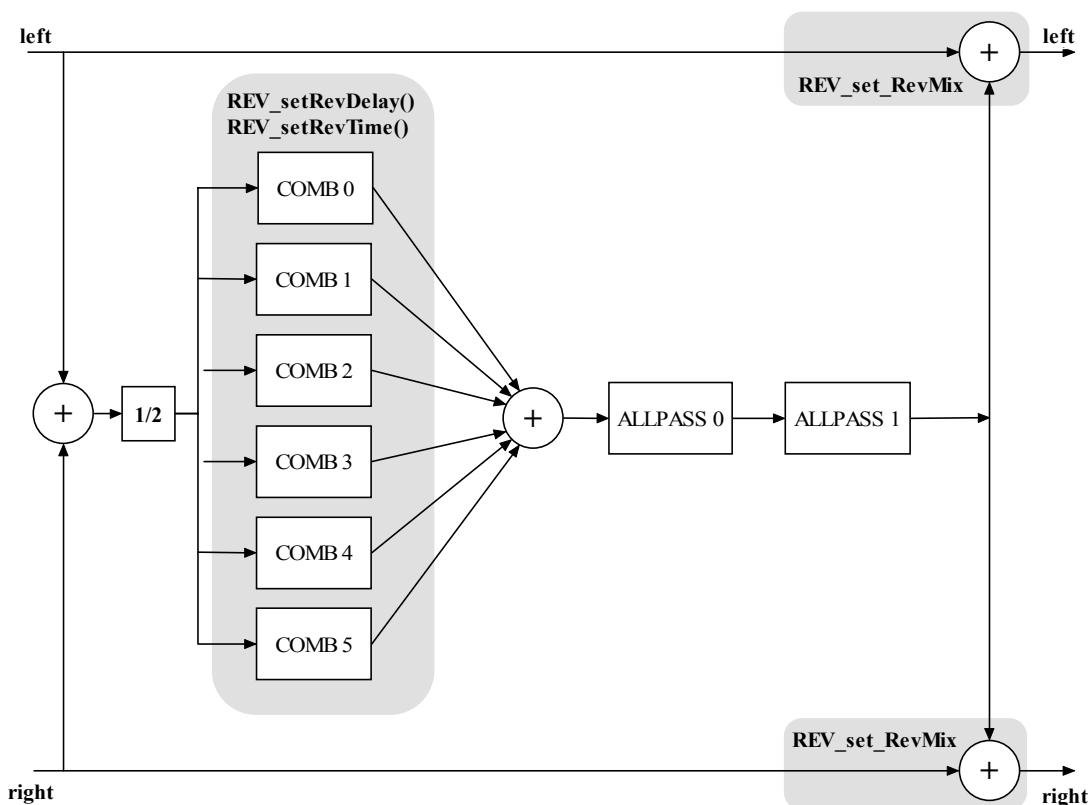 left
left
REV_set_RevMix
REV_setRevDelay()
REV_setRevTime()
COMB 0
COMB 1
COMB 2
COMB 3
COMB 4
COMB 5
+
1/2
+
ALLPASS 0
ALLPASS 1
+
REV_set_RevMix
+
right
right